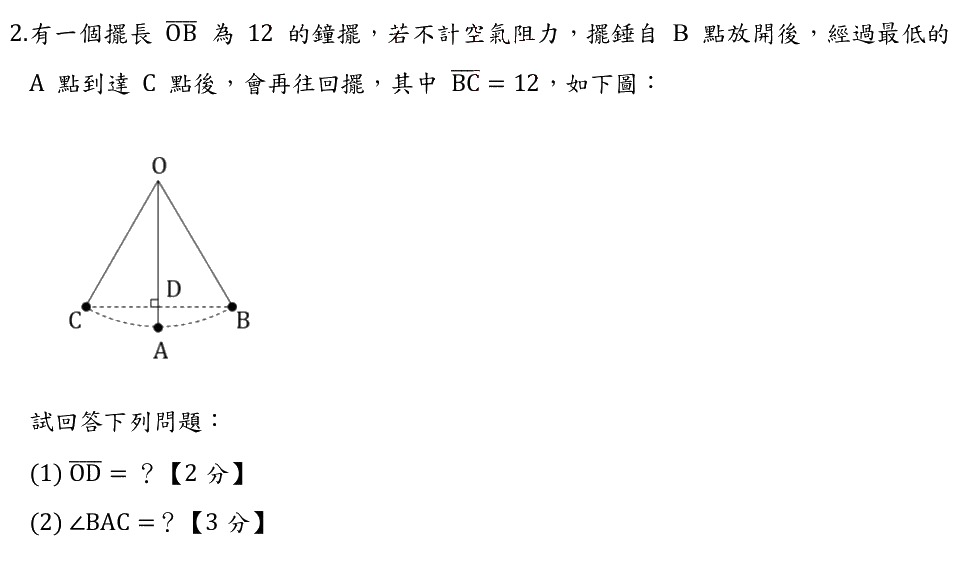 2.有一個擺長 OB 為 12 的鐘擺，若不計空氣阻力，擺錘自 B 點放開後，經過最低的
A 點到達 C 點後，會再往回擺，其中 BC = 12，如下圖：
O
D
C
B
A
試回答下列問題：
(1) OD = ？【2 分】
(2) ∠BAC =？【3 分】